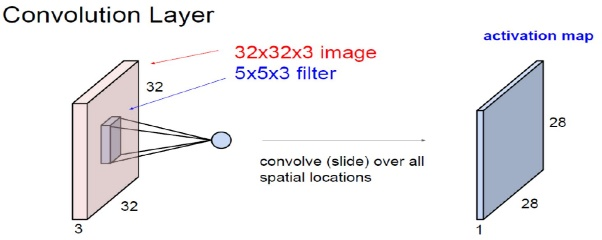 Convolution Layer
activation map
32x32x3 image
5x5x3 filter
32
28
convolve (slide) over all
spatial locations
32
28
3
1